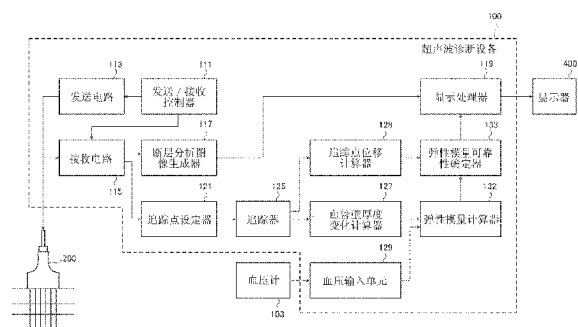 100
超声波诊断设备
113
111
119
400
发送电路
发送/接收
控制器
显示处理器
显示器
117
128
133
接收电路
断层分析图
像生成器
追踪点位移
计算器
弹性模量可靠
性确定器
115
121
125
127
132
追踪点设定器
追踪器
血管壁厚度
变化计算器
弹性模量计算器
200
129
血压计
血压输入单元
103